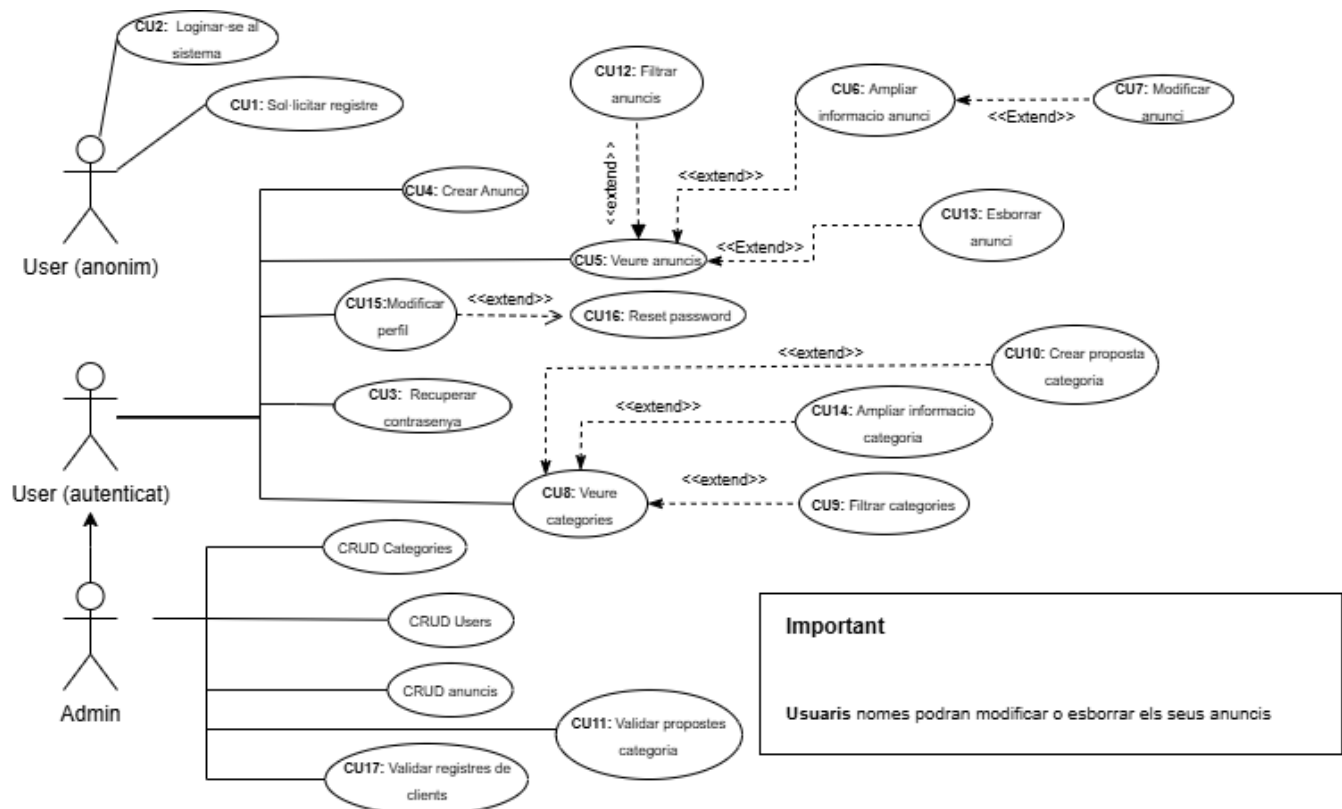 CU2: Loginar-se al
sistema
CU1: Sol·licitar registre
CU12: Filtrar
anuncis
CU6: Ampliar
informacio anunci
<<Extend>>
CU7: Modificar
anunci
User (anonim)
CU4: Crear Anunci
<<extend>>
<<extend>>
CU13: Esborrar
anunci
<<Extend>>
CU5: Veure anuncis
CU15:Modificar
perfil
<<extend>>
CU16: Reset password
<<extend>>
CU10: Crear proposta
categoria
User (autenticat)
CU3: Recuperar
contrasenya
<<extend>>
CU14: Ampliar informacio
categoria
CU8: Veure
categories
<<extend>>
CU9: Filtrar categories
CRUD Categories
CRUD Users
CRUD anuncis
Admin
CU11: Validar propostes
categoria
CU17: Validar registres de
clients
Important
Usuaris nomes podran modificar o esborrar els seus anuncis